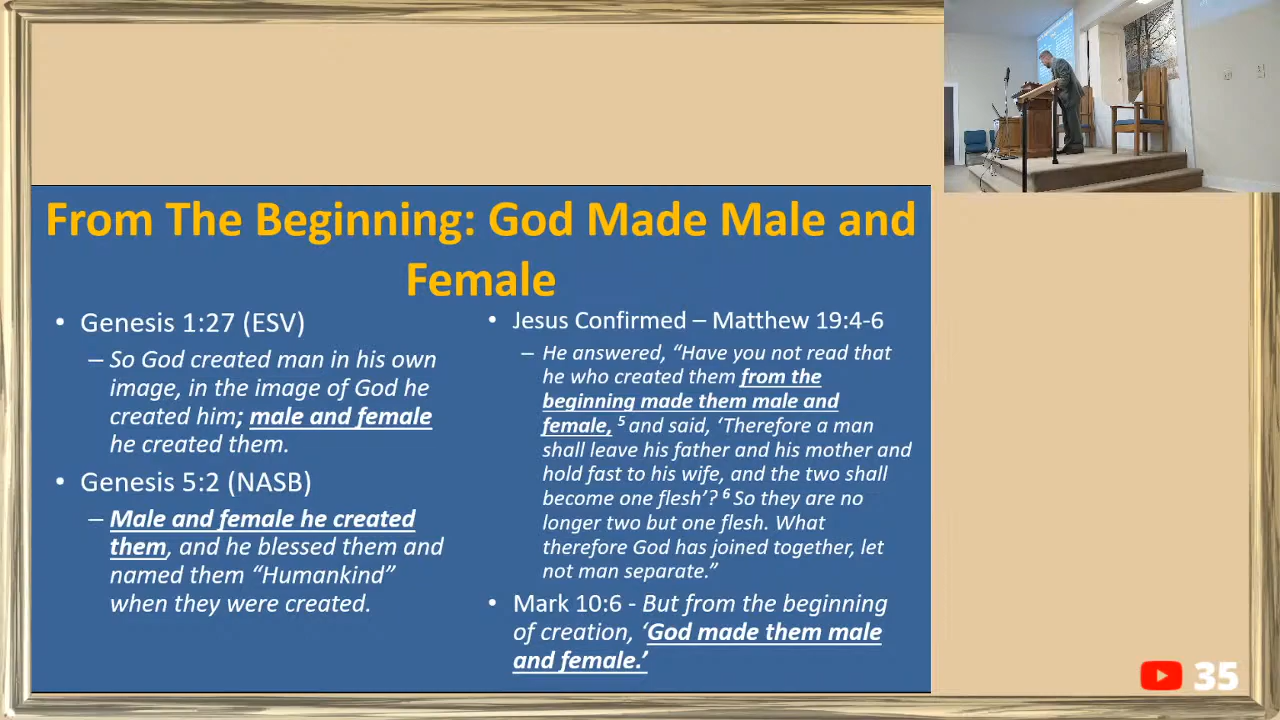 From The Beginning: God Made Male and
Female
• Genesis 1:27 (ESV)
– So God created man in his own
image, in the image of God he
created him; male and female
he created them.
• Genesis 5:2 (NASB)
– Male and female he created
them, and he blessed them and
named them “Humankind”
when they were created.
• Jesus Confirmed – Matthew 19:4-6
– He answered, “Have you not read that
he who created them from the
beginning made them male and
female, 5 and said, ‘Therefore a man
shall leave his father and his mother and
hold fast to his wife, and the two shall
become one flesh’? 6 So they are no
longer two but one flesh. What
therefore God has joined together, let
not man separate.”
• Mark 10:6 - But from the beginning
of creation, ‘God made them male
and female.’
35